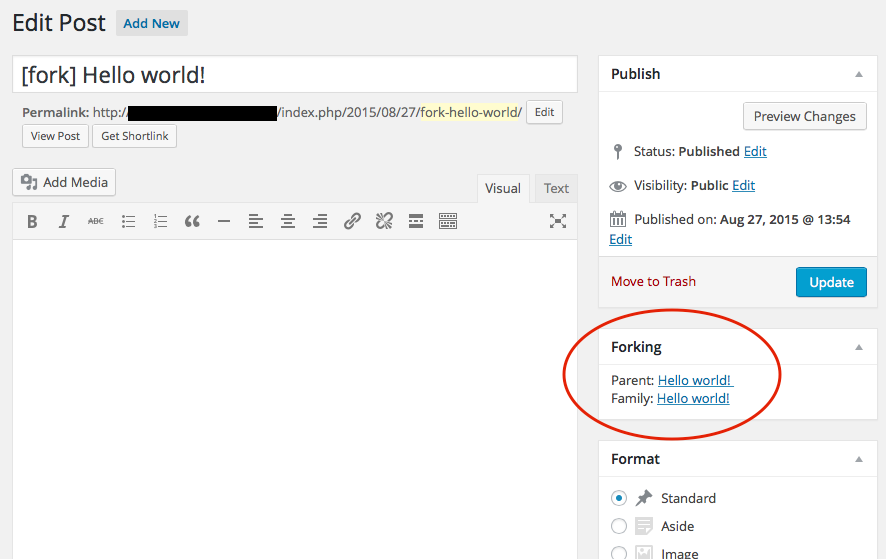 Edit Post Add New
[fork] Hello world!
Permalink: http:/ /index.php/2015/08/27/fork-hello-world/ Edit
View Post Get Shortlink
Add Media
Visual Text
B I ABC
Publish
Preview Changes
Status: Published Edit
Visibility: Public Edit
Published on: Aug 27, 2015 @ 13:54
Edit
Move to Trash Update
Forking
Parent: Hello world!
Family: Hello world!
Format
Standard
Aside
Image